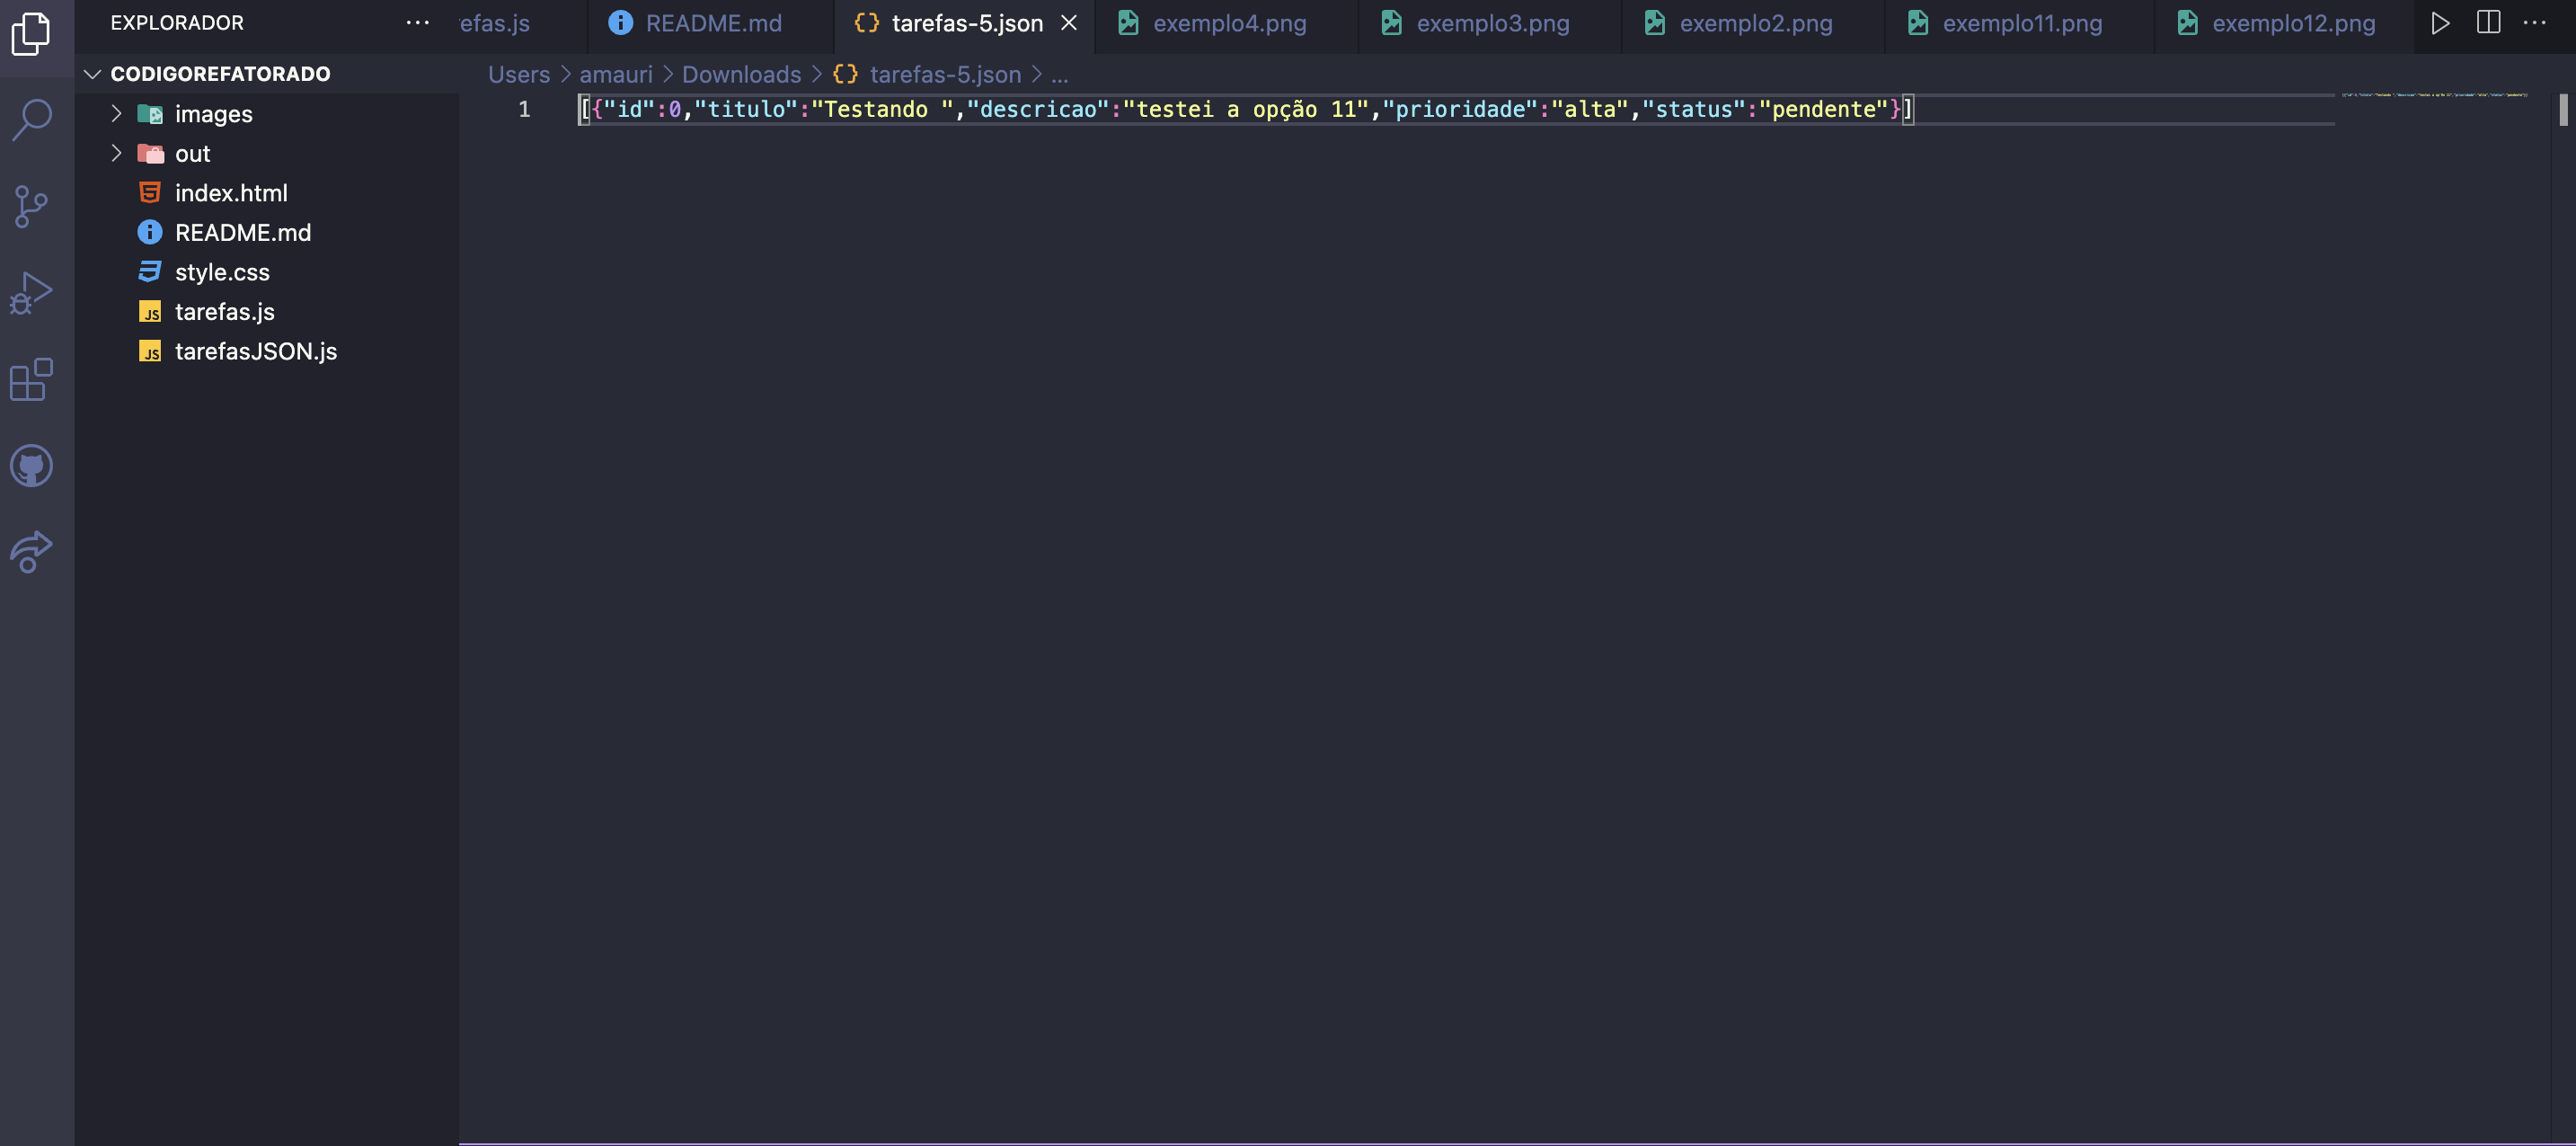 EXPLORADOR
efas.js
README.md
tarefas-5.json
exemplo4.png
exemplo3.png
exemplo2.png
exemplo11.png
exemplo12.png
CODIGOREFATORADO
Users > amauri > Downloads > {} tarefas-5.json > ...
images
out
index.html
README.md
style.css
tarefas.js
tarefasJSON.js
1 [{"id":0,"titulo":"Testando ","descricao":"testei a opção 11","prioridade":"alta","status":"pendente"}]